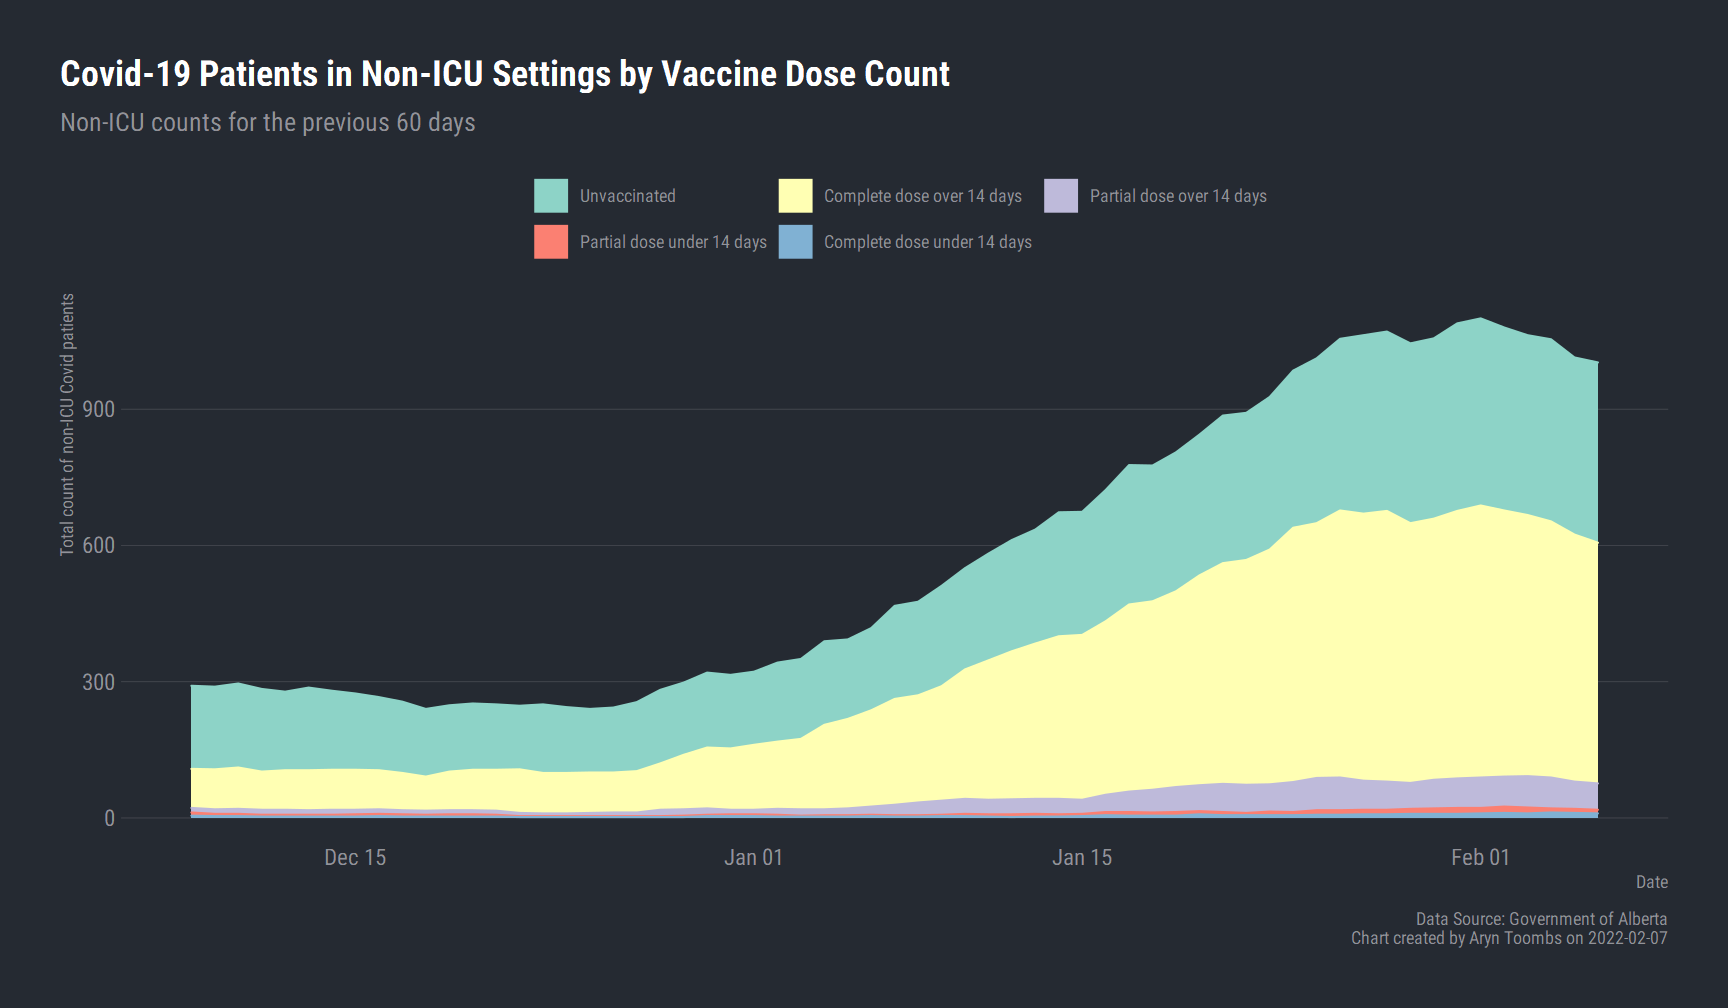 Covid-19 Patients in Non-ICU Settings by Vaccine Dose Count
Non-ICU counts for the previous 60 days
Unvaccinated
Complete dose over 14 days
Partial dose over 14 days
Partial dose under 14 days
Complete dose under 14 days
Total count of non-ICU Covid patients
900
600
300
0
Dec 15
Jan 01
Jan 15
Feb 01
Date
Data Source: Government of Alberta
Chart created by Aryn Toombs on 2022-02-07